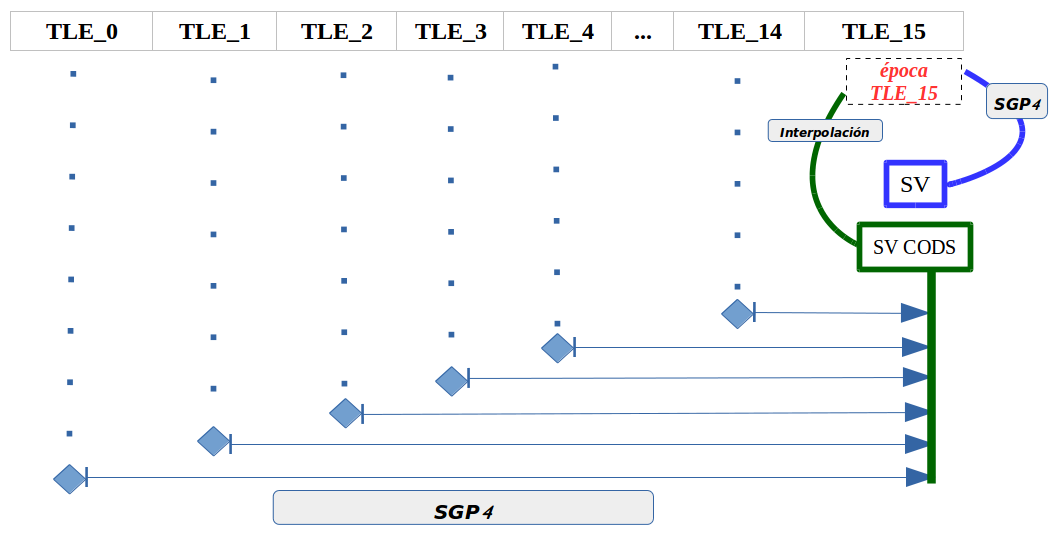 TLE_0 TLE_1 TLE_2 TLE_3 TLE_4 ... TLE_14 TLE_15
época
TLE_15
SGP4
Interpolación
SV
SV CODS
SGP4